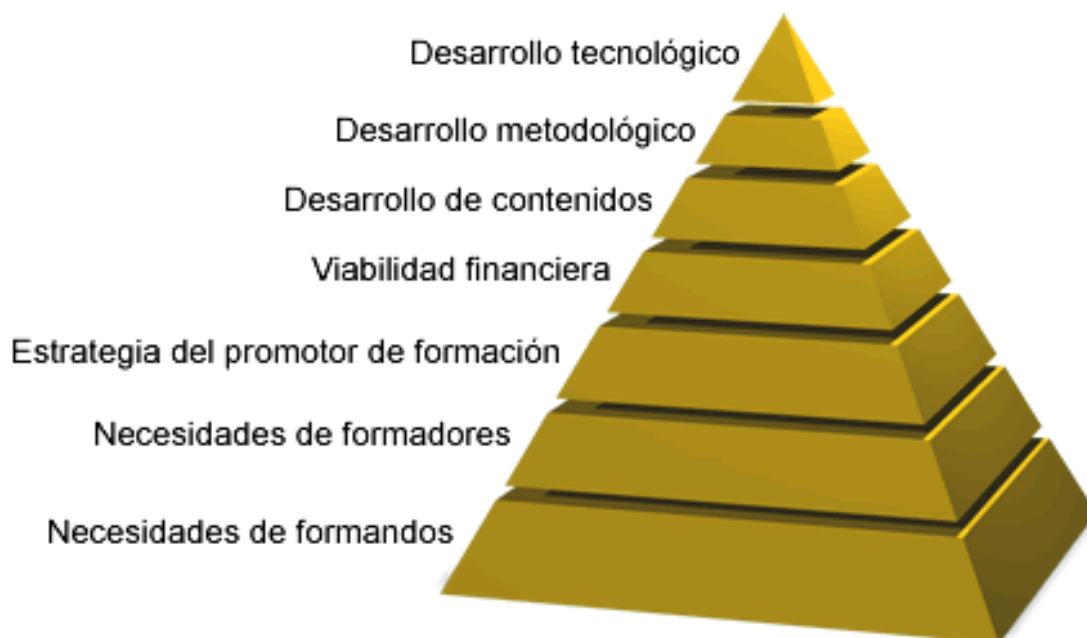 Desarrollo tecnológico
Desarrollo metodológico
Desarrollo de contenidos
Viabilidad financiera
Estrategia del promotor de formación
Necesidades de formadores
Necesidades de formandos